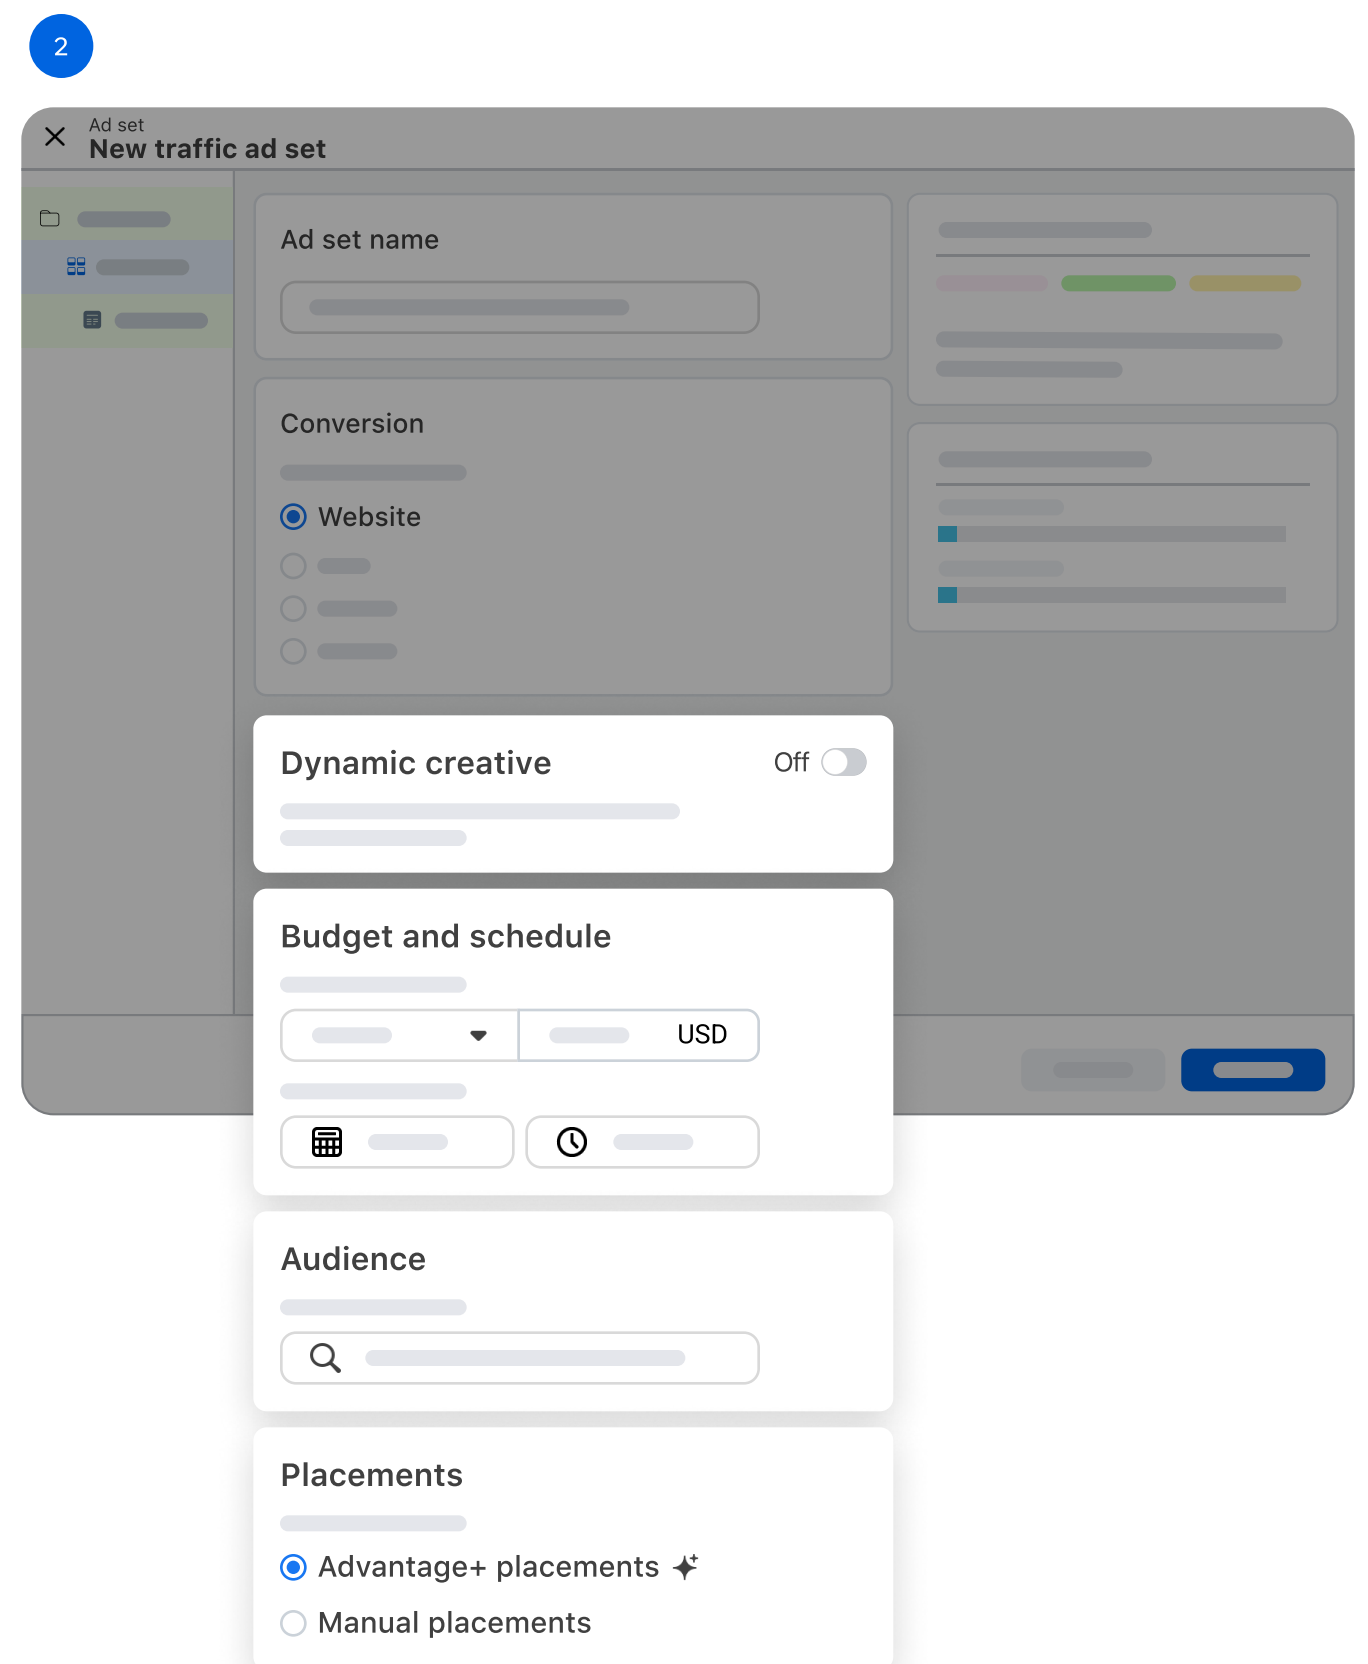 2
Ad set
New traffic ad set
Ad set name
Conversion
Website
Dynamic creative
Off
Budget and schedule
USD
Audience
Placements
Advantage+ placements
Manual placements